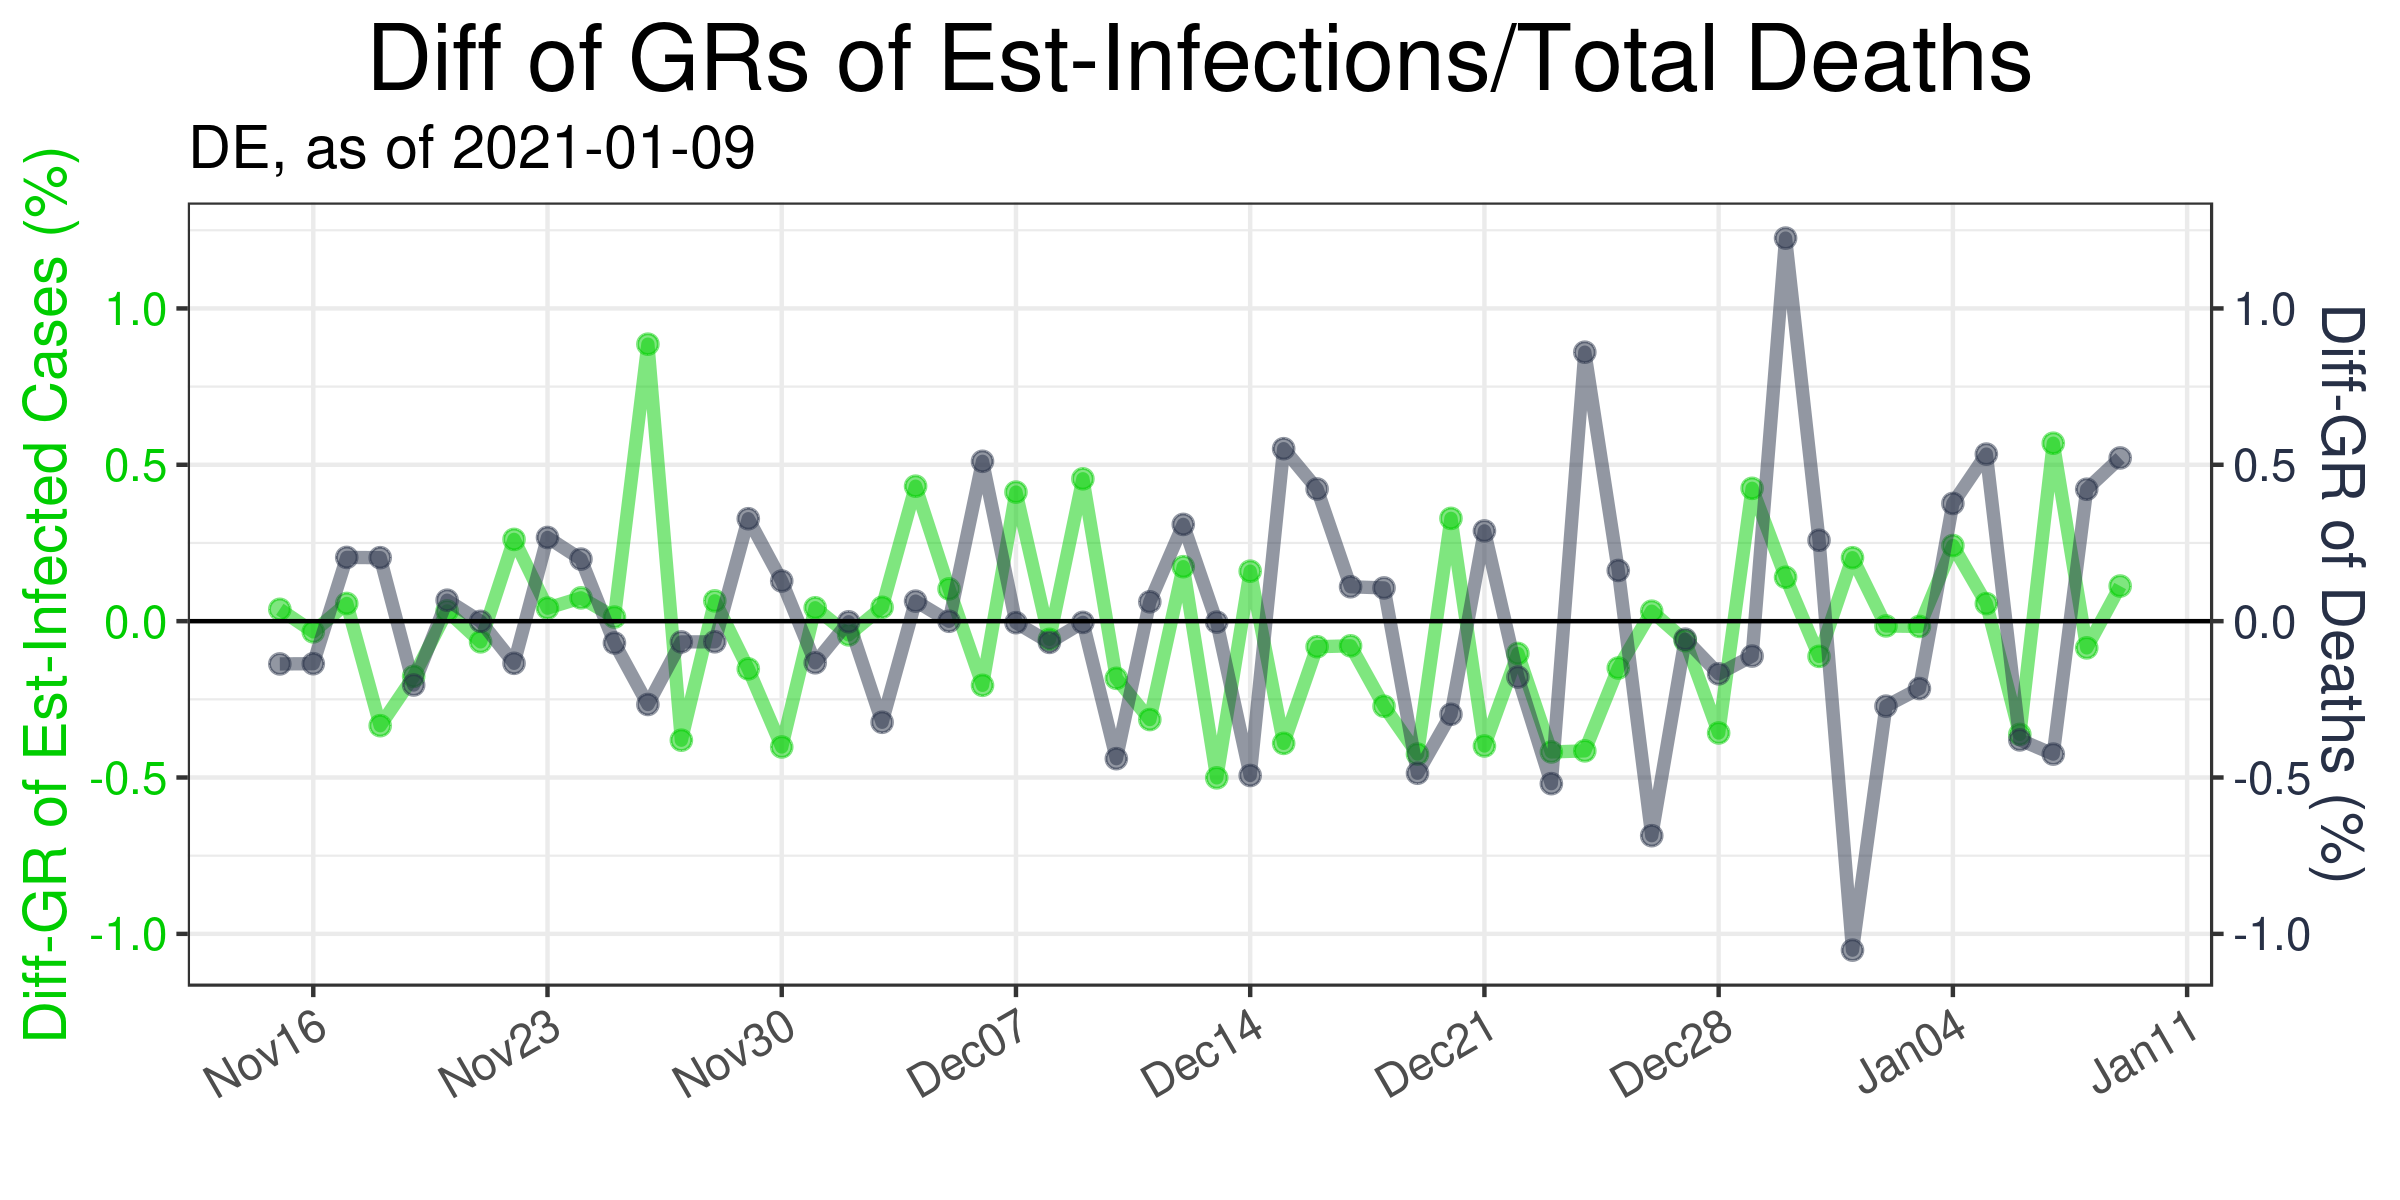 Diff of GRs of Est-Infections/Total Deaths
DE, as of 2021-01-09
Diff-GR of Est-Infected Cases (%)
1.0
0.5
0.0
-0.5
-1.0
1.0
0.5
0.0
-0.5
-1.0
Diff-GR of Deaths (%)
Nov16
Nov23
Nov30
Dec07
Dec14
Dec21
Dec28
Jan04
Jan11